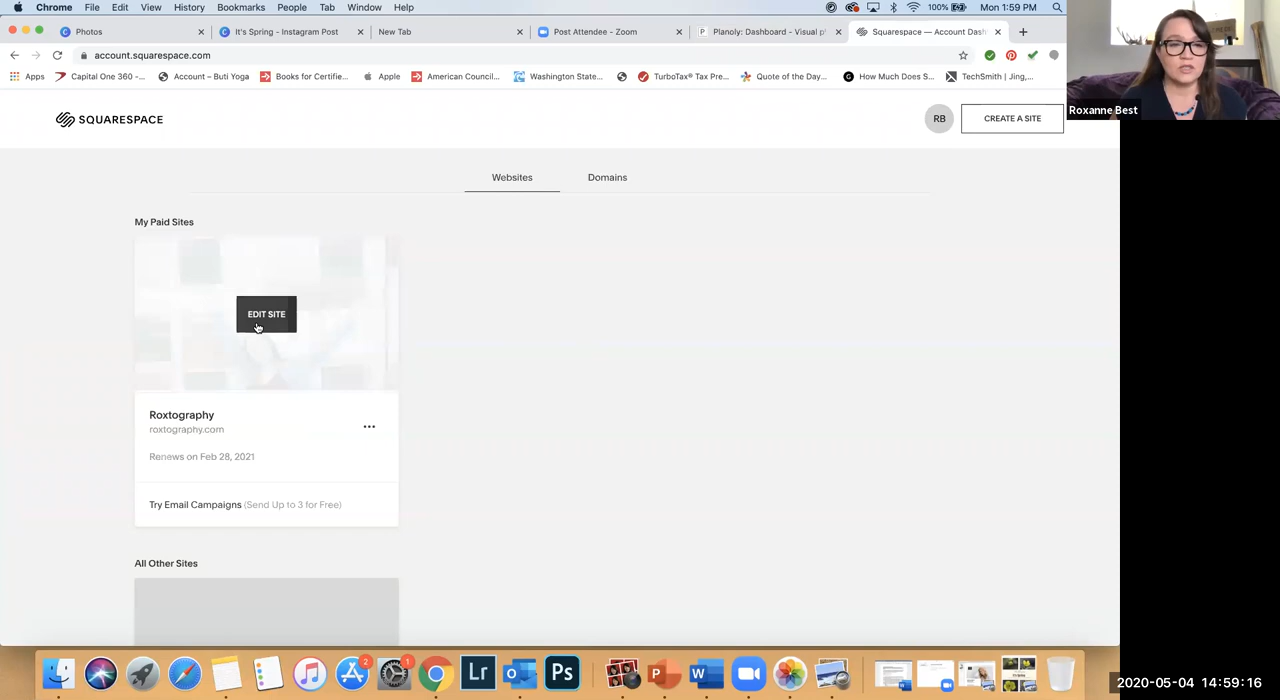 Chrome File Edit View History Bookmarks People Tab Window Help 100% Mon 1:59 PM
Photos It's Spring - Instagram Post New Tab Post Attendee - Zoom Planoly: Dashboard - Visual p Squarespace — Account Das
account.squarespace.com
Apps Capital One 360 -... Account – Buti Yoga Books for Certifie... Apple American Council... Washington State... TurboTax® Tax Pre... Quote of the Day... How Much Does S... TechSmith | Jing,...
Roxanne Best
SQUARESPACE RB CREATE A SITE
Websites Domains
My Paid Sites
EDIT SITE
Roxtography
roxtography.com
...
Renews on Feb 28, 2021
Try Email Campaigns (Send Up to 3 for Free)
All Other Sites
2 1
Lr Ps
2020-05-04 14:59:16